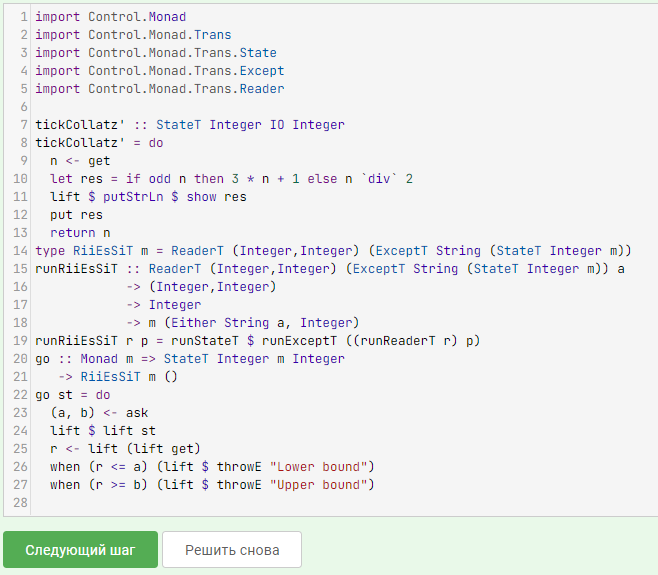 1 import Control.Monad
2 import Control.Monad.Trans
3 import Control.Monad.Trans.State
4 import Control.Monad.Trans.Except
5 import Control.Monad.Trans.Reader
6
7 tickCollatz' :: StateT Integer IO Integer
8 tickCollatz' = do
9   n <- get
10   let res = if odd n then 3 * n + 1 else n `div` 2
11   lift $ putStrLn $ show res
12   put res
13   return n
14 type RiiEsSiT m = ReaderT (Integer,Integer) (ExceptT String (StateT Integer m))
15 runRiiEsSiT :: ReaderT (Integer,Integer) (ExceptT String (StateT Integer m)) a
16             -> (Integer,Integer)
17             -> Integer
18             -> m (Either String a, Integer)
19 runRiiEsSiT r p = runStateT $ runExceptT ((runReaderT r) p)
20 go :: Monad m => StateT Integer m Integer
21    -> RiiEsSiT m ()
22 go st = do
23   (a, b) <- ask
24   lift $ lift st
25   r <- lift (lift get)
26   when (r <= a) (lift $ throwE "Lower bound")
27   when (r >= b) (lift $ throwE "Upper bound")
28
Следующий шаг Решить снова